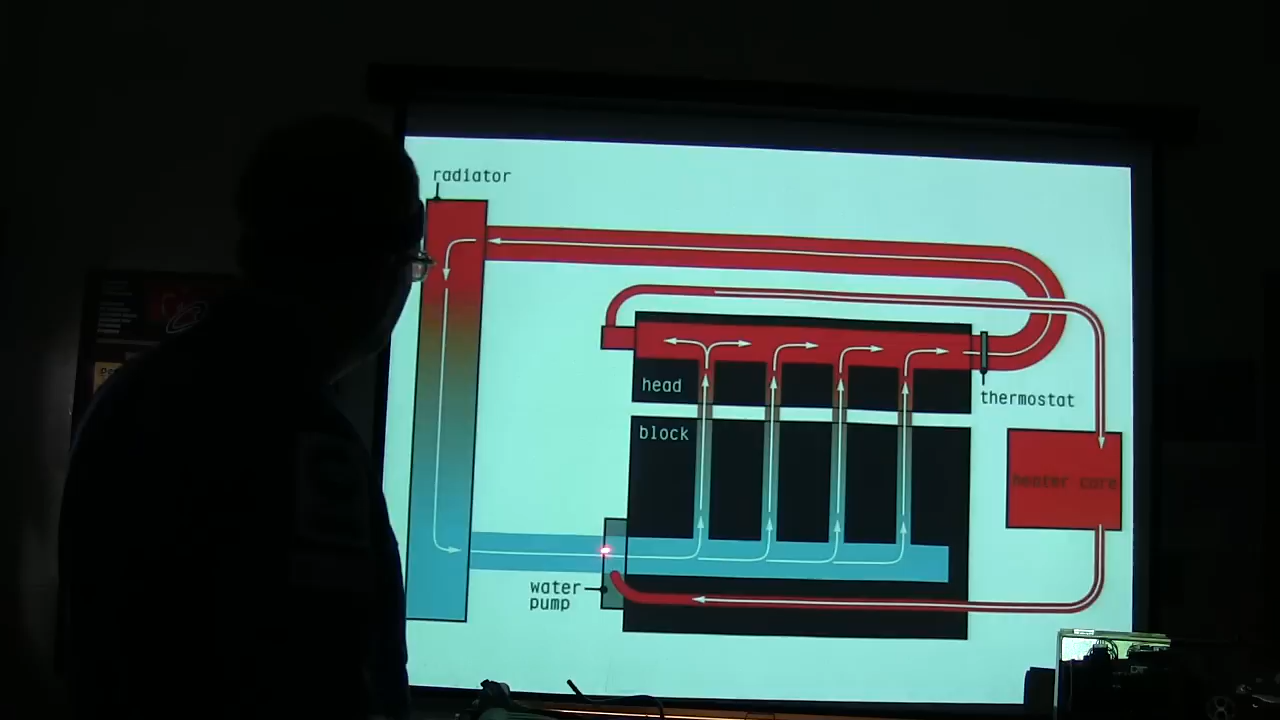 radiator
head
thermostat
block
heater core
water
pump